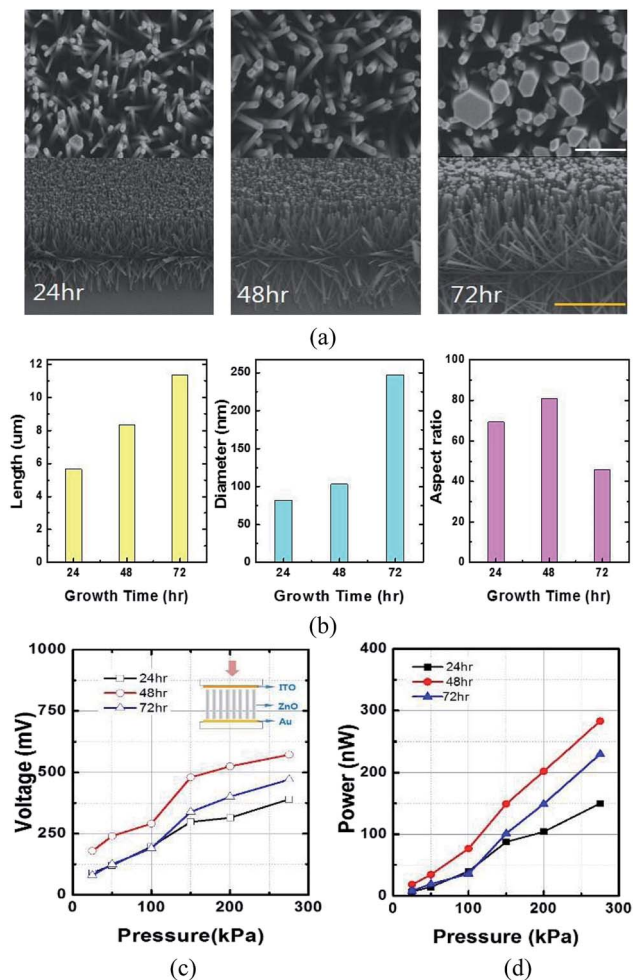 24hr
48hr
72hr
(a)
Length (um)
12
10
8
6
4
2
0
24
48
72
Growth Time (hr)
Diameter (nm)
250
200
150
100
50
0
24
48
72
Growth Time (hr)
Aspect ratio
100
80
60
40
20
0
24
48
72
Growth Time (hr)
(b)
Voltage (mV)
1000
750
500
250
0
24hr
48hr
72hr
ITO
ZnO
Au
0
100
200
300
Pressure(kPa)
(c)
Power (nW)
400
300
200
100
0
24hr
48hr
72hr
0
100
200
300
Pressure (kPa)
(d)